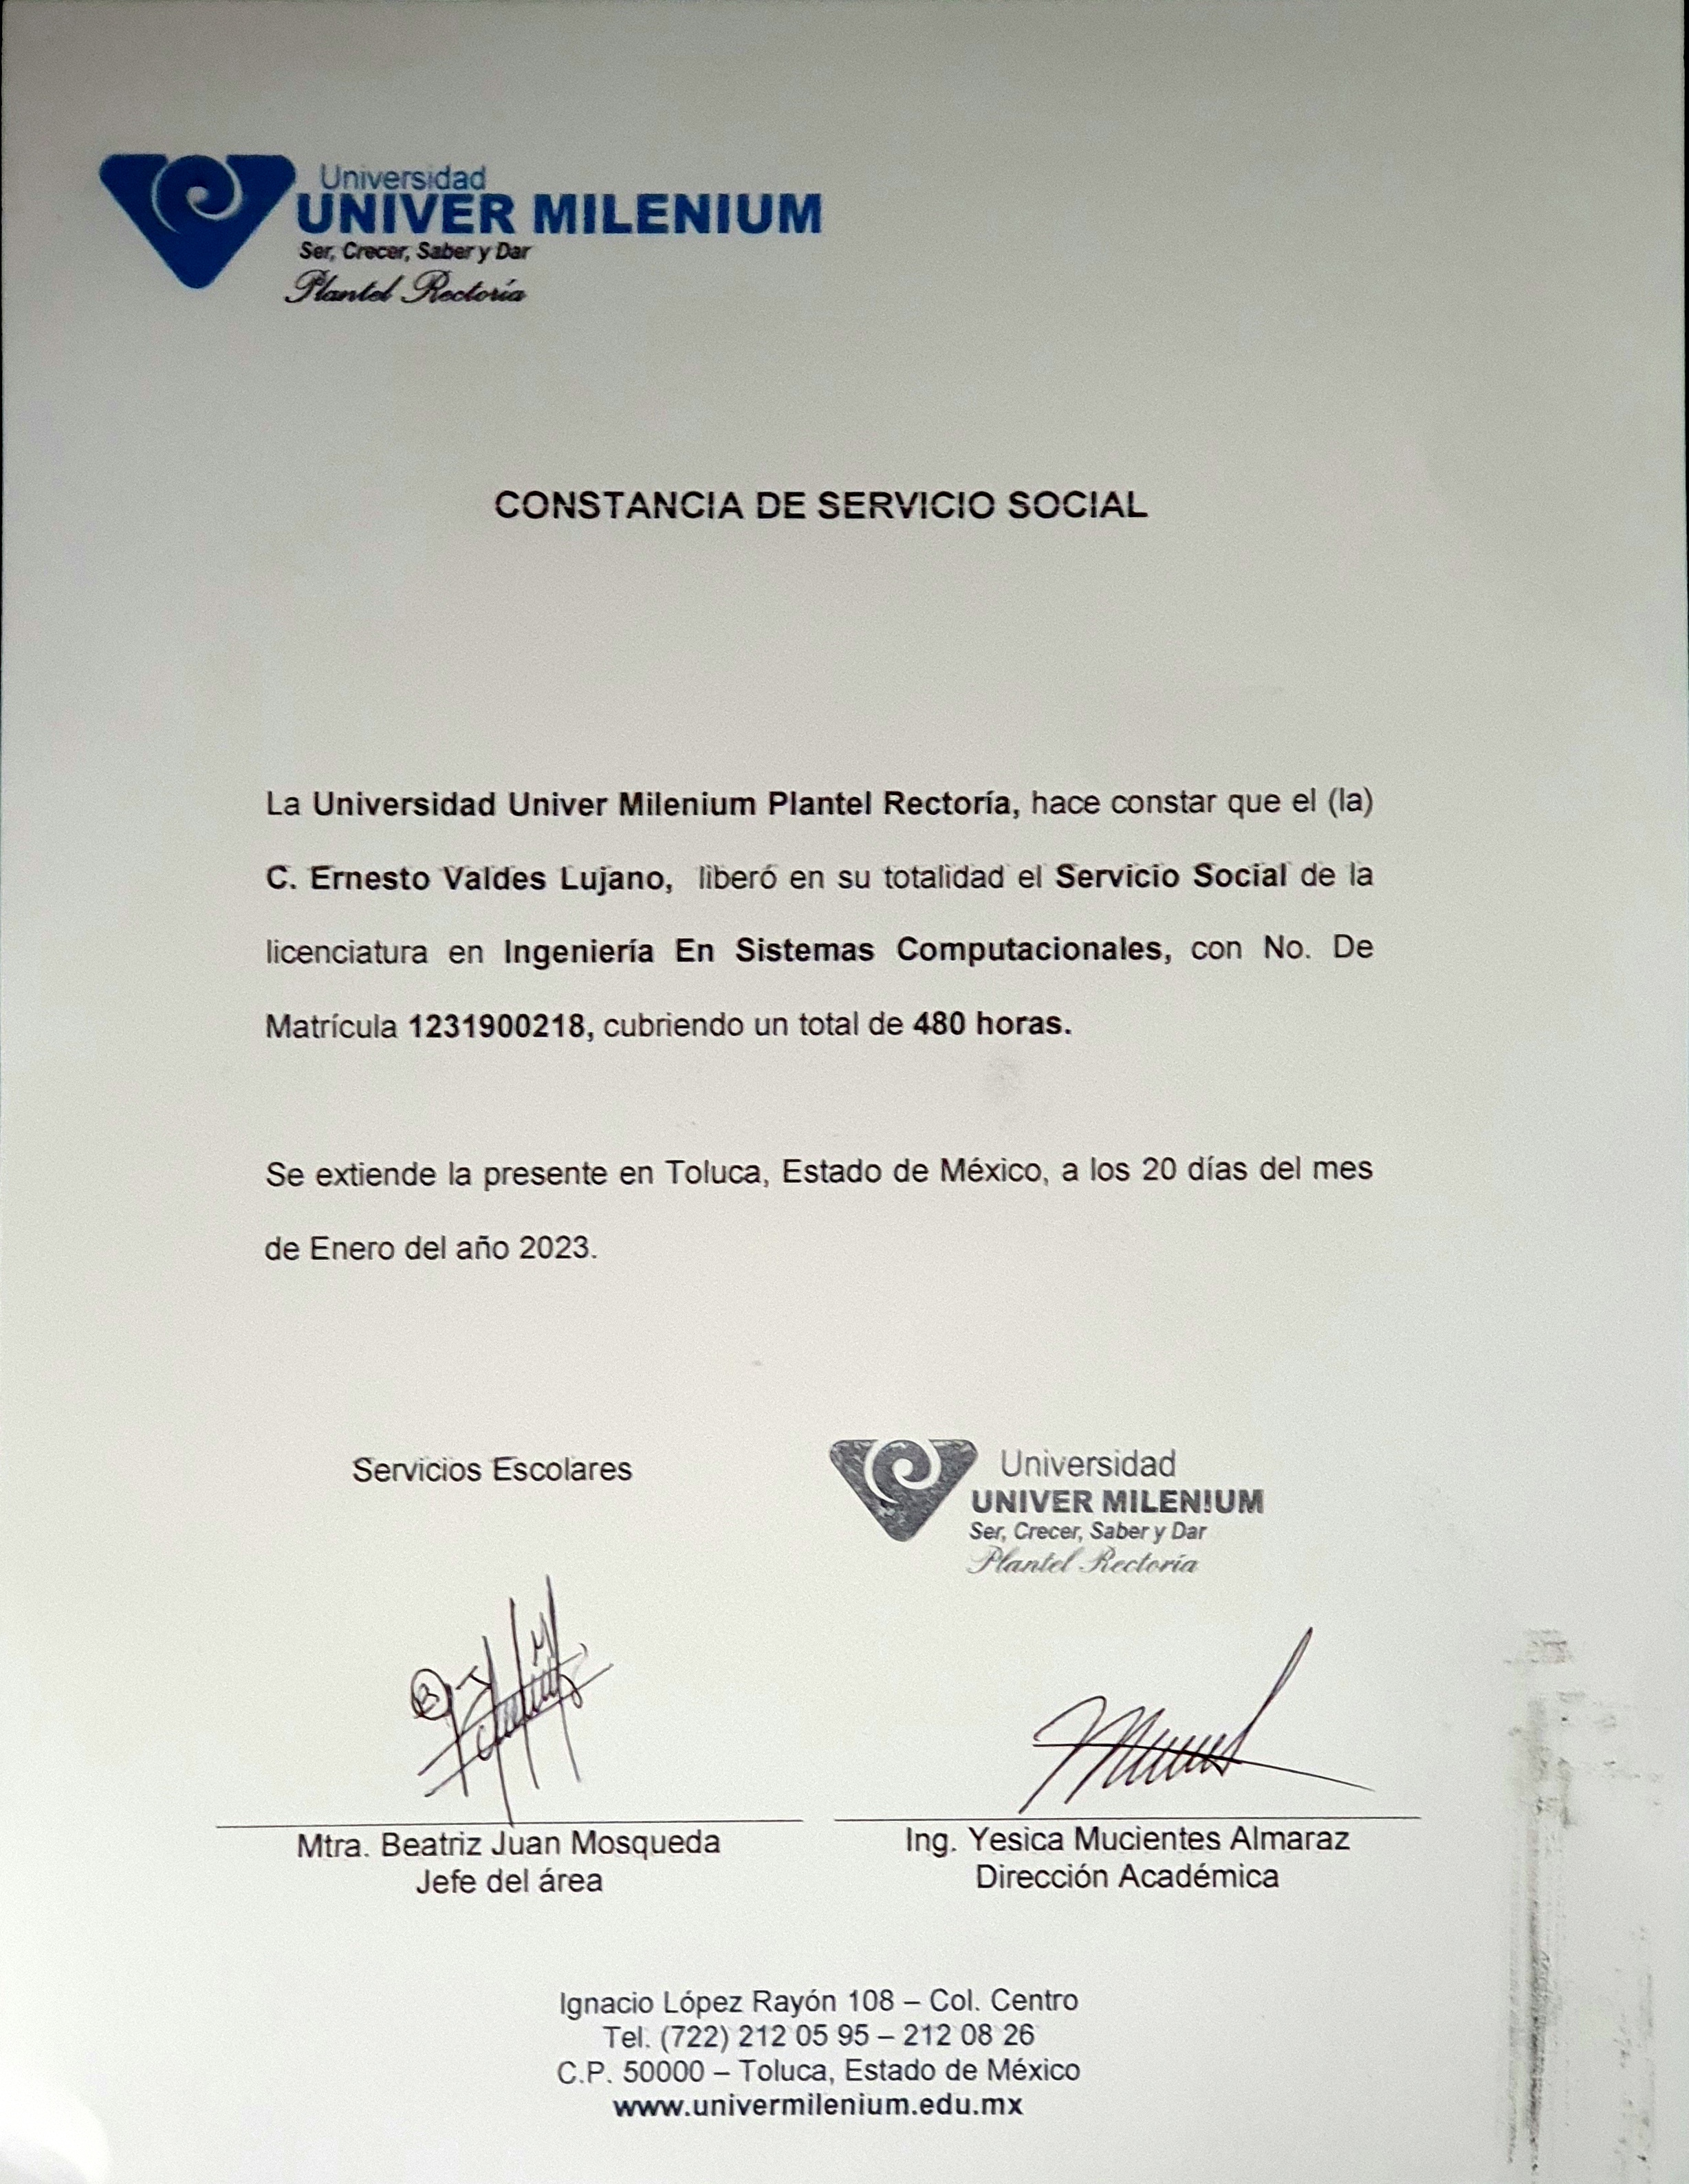 Universidad
UNIVER MILENIUM
Ser, Crecer, Saber y Dar
Plantel Rectoría
CONSTANCIA DE SERVICIO SOCIAL
La Universidad Univer Milenium Plantel Rectoría, hace constar que el (la)
C. Ernesto Valdes Lujano, liberó en su totalidad el Servicio Social de la
licenciatura en Ingeniería En Sistemas Computacionales, con No. De
Matrícula 1231900218, cubriendo un total de 480 horas.
Se extiende la presente en Toluca, Estado de México, a los 20 días del mes
de Enero del año 2023.
Servicios Escolares
Universidad
UNIVER MILENIUM
Ser, Crecer, Saber y Dar
Plantel Rectoría
Mtra. Beatriz Juan Mosqueda
Jefe del área
Ing. Yesica Mucientes Almaraz
Dirección Académica
Ignacio López Rayón 108 – Col. Centro
Tel. (722) 212 05 95 – 212 08 26
C.P. 50000 – Toluca, Estado de México
www.univermilenium.edu.mx